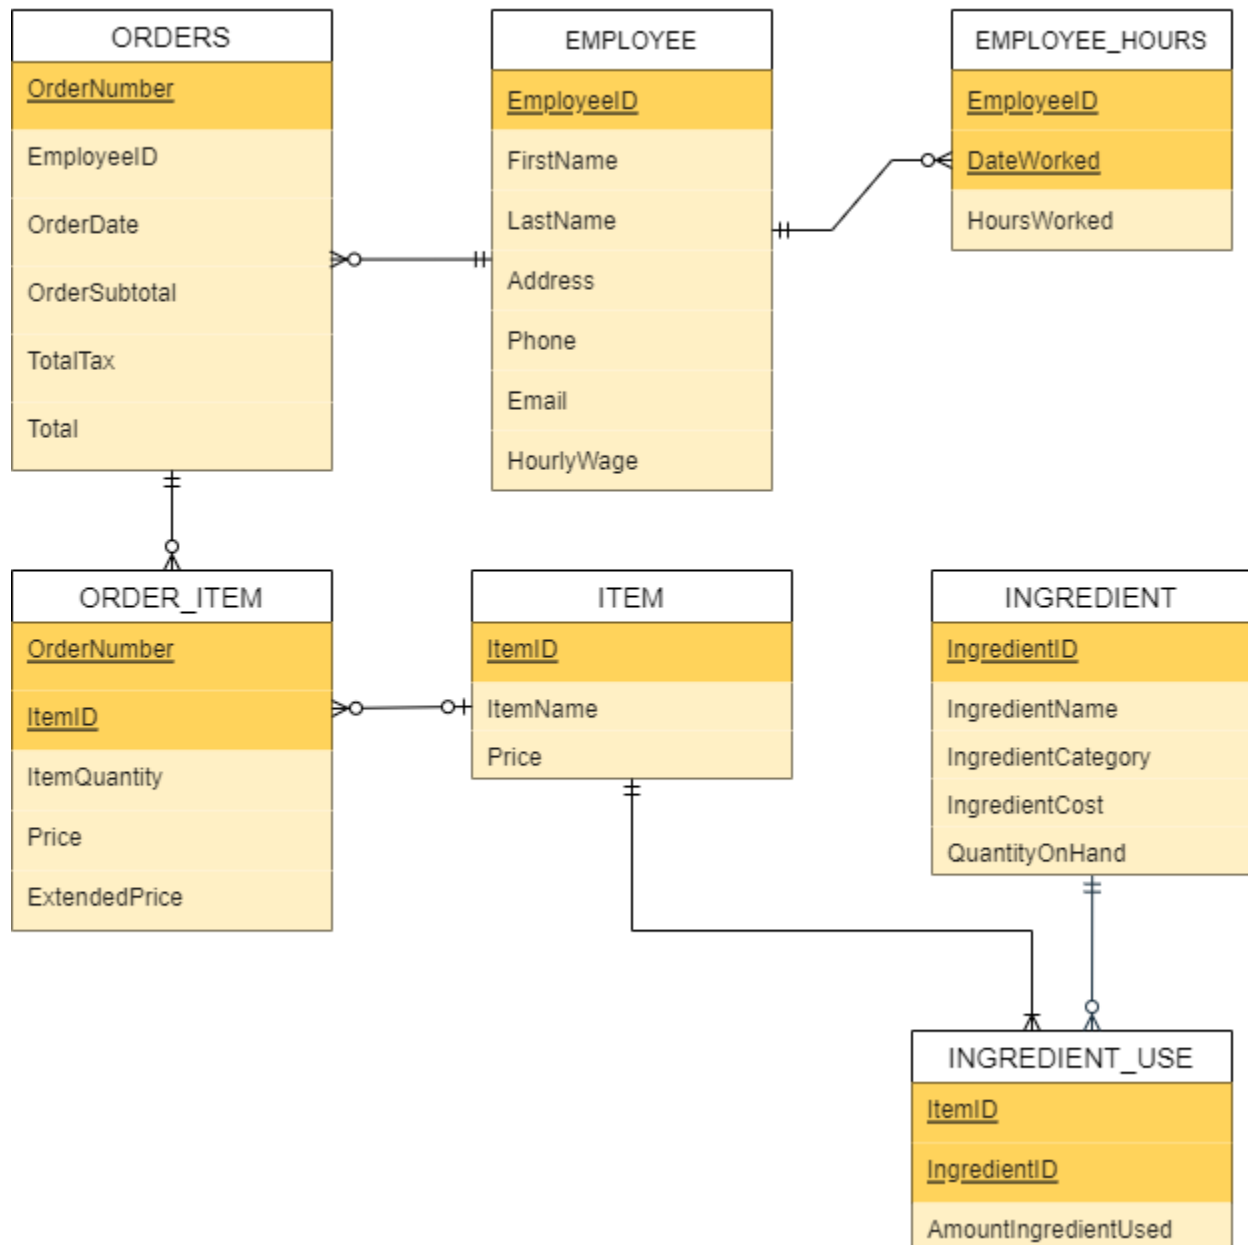 ORDERS
OrderNumber
EmployeeID
OrderDate
OrderSubtotal
TotalTax
Total
EMPLOYEE
EmployeeID
FirstName
LastName
Address
Phone
Email
HourlyWage
EMPLOYEE_HOURS
EmployeeID
DateWorked
HoursWorked
ORDER_ITEM
OrderNumber
ItemID
ItemQuantity
Price
ExtendedPrice
ITEM
ItemID
ItemName
Price
INGREDIENT
IngredientID
IngredientName
IngredientCategory
IngredientCost
QuantityOnHand
INGREDIENT_USE
ItemID
IngredientID
AmountIngredientUsed